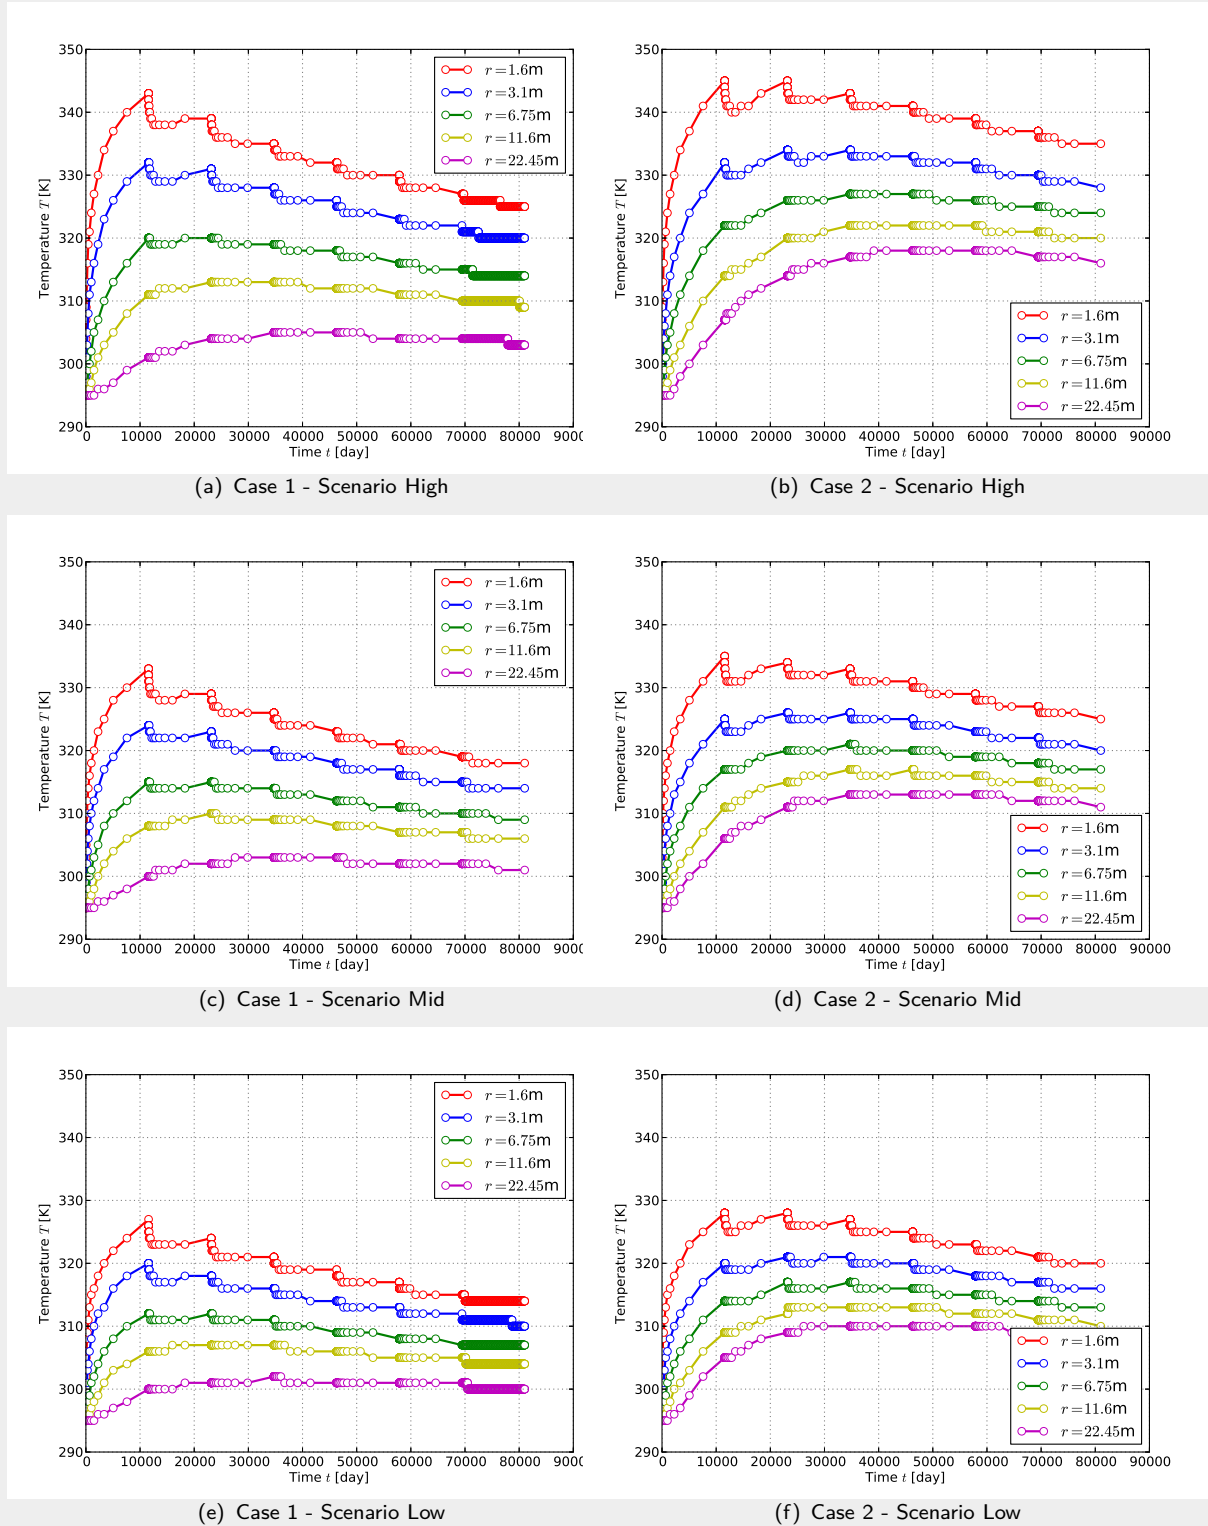 350
340
330
320
310
300
290
Temperature T [K]
0 10000 20000 30000 40000 50000 60000 70000 80000 9000
Time t [day]
r=1.6m
r=3.1m
r=6.75m
r=11.6m
r=22.45m
(a) Case 1 - Scenario High
350
340
330
320
310
300
290
Temperature T [K]
0 10000 20000 30000 40000 50000 60000 70000 80000 90000
Time t [day]
r=1.6m
r=3.1m
r=6.75m
r=11.6m
r=22.45m
(b) Case 2 - Scenario High
350
340
330
320
310
300
290
Temperature T [K]
0 10000 20000 30000 40000 50000 60000 70000 80000 9000
Time t [day]
r=1.6m
r=3.1m
r=6.75m
r=11.6m
r=22.45m
(c) Case 1 - Scenario Mid
350
340
330
320
310
300
290
Temperature T [K]
0 10000 20000 30000 40000 50000 60000 70000 80000 90000
Time t [day]
r=1.6m
r=3.1m
r=6.75m
r=11.6m
r=22.45m
(d) Case 2 - Scenario Mid
350
340
330
320
310
300
290
Temperature T [K]
0 10000 20000 30000 40000 50000 60000 70000 80000 9000
Time t [day]
r=1.6m
r=3.1m
r=6.75m
r=11.6m
r=22.45m
(e) Case 1 - Scenario Low
350
340
330
320
310
300
290
Temperature T [K]
0 10000 20000 30000 40000 50000 60000 70000 80000 90000
Time t [day]
r=1.6m
r=3.1m
r=6.75m
r=11.6m
r=22.45m
(f) Case 2 - Scenario Low